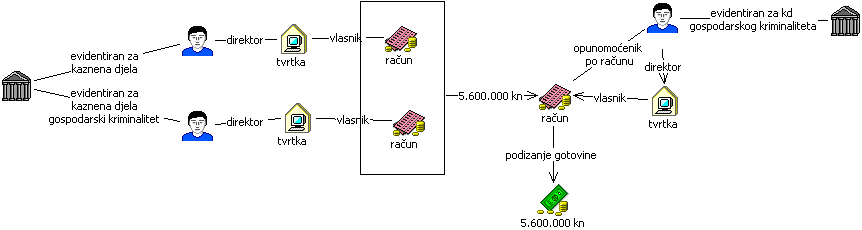 evidentiran za
kaznena djela
direktor
tvrtka
vlasnik
račun
evidentiran za
kaznena djela
gospodarski kriminalitet
direktor
tvrtka
vlasnik
račun
5.600.000 kn
račun
opunomoćenik
po računu
evidentiran za kd
gospodarskog kriminaliteta
direktor
vlasnik
tvrtka
podizanje gotovine
5.600.000 kn